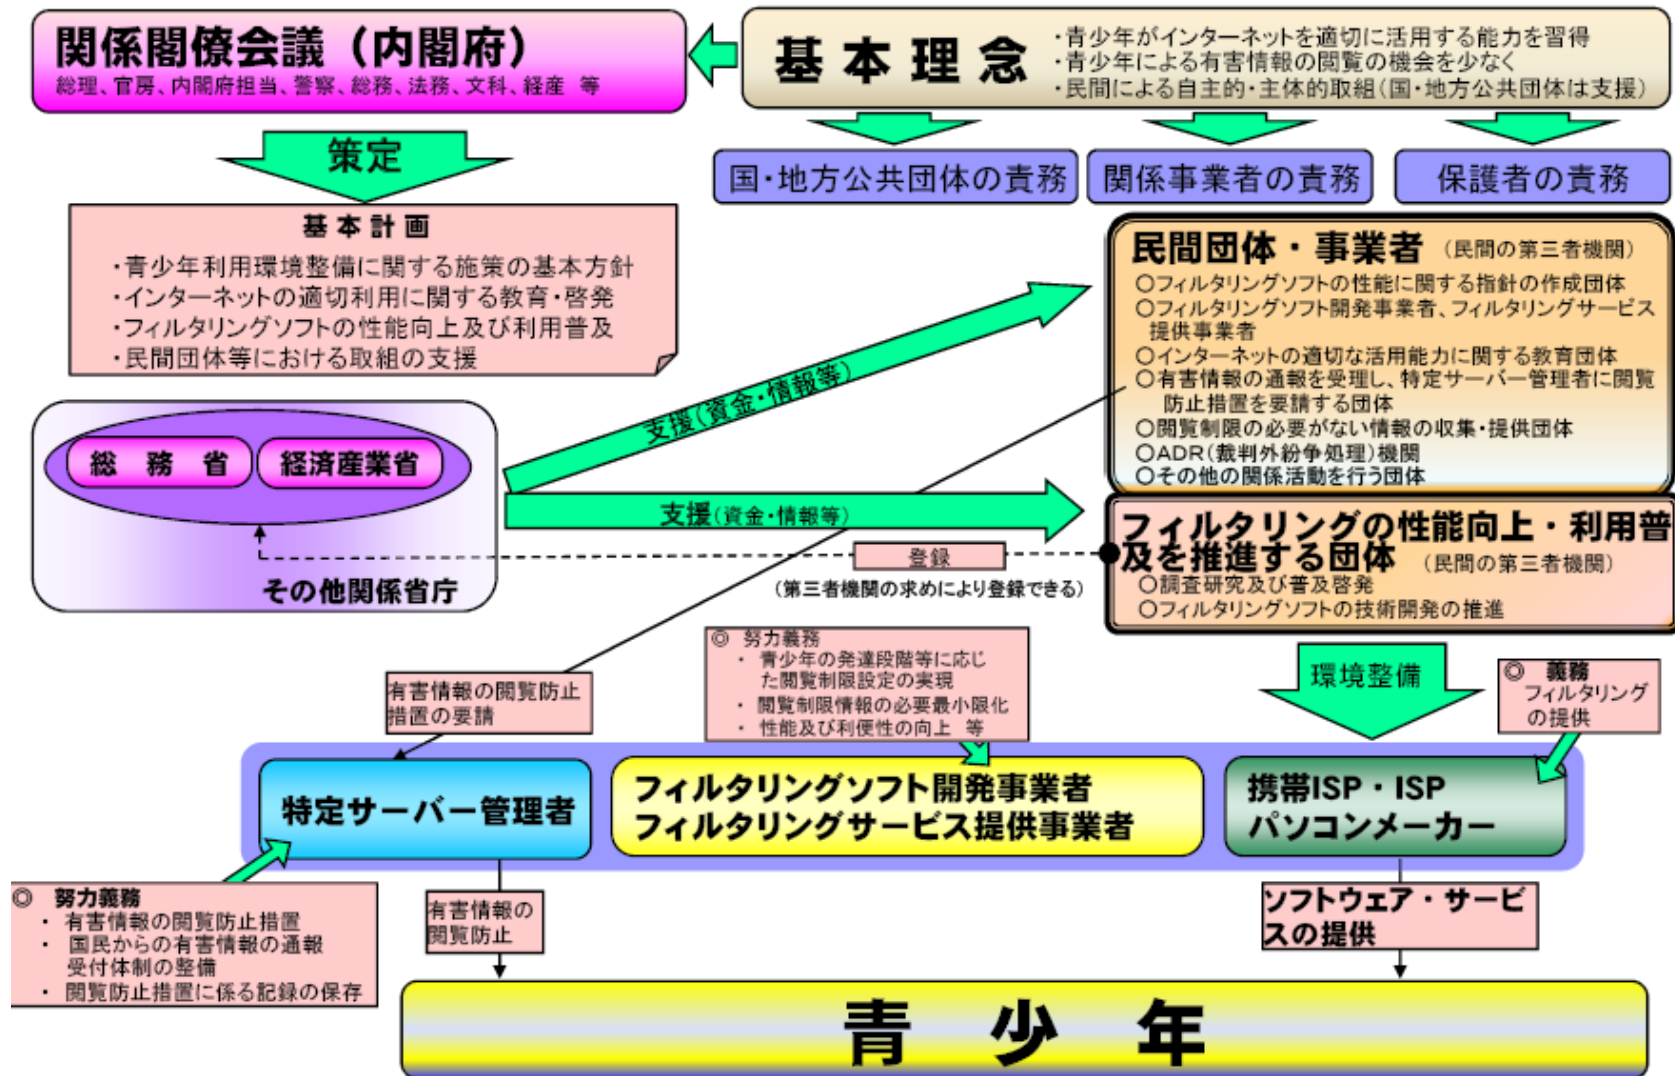 関係閣僚会議（内閣府）
総理、官房、内閣府担当、警察、総務、法務、文科、経産 等
基本理念
・青少年がインターネットを適切に活用する能力を習得
・青少年による有害情報の閲覧の機会を少なく
・民間による自主的・主体的取組（国・地方公共団体は支援）
策定
国・地方公共団体の責務
関係事業者の責務
保護者の責務
基本計画
・青少年利用環境整備に関する施策の基本方針
・インターネットの適切利用に関する教育・啓発
・フィルタリングソフトの性能向上及び利用普及
・民間団体等における取組の支援
民間団体・事業者 （民間の第三者機関）
○フィルタリングソフトの性能に関する指針の作成団体
○フィルタリングソフト開発事業者、フィルタリングサービス
提供事業者
○インターネットの適切な活用能力に関する教育団体
○有害情報の通報を受理し、特定サーバー管理者に閲覧
防止措置を要請する団体
○閲覧制限の必要がない情報の収集・提供団体
○ADR（裁判外紛争処理）機関
○その他の関係活動を行う団体
総務省
経済産業省
その他関係省庁
支援（資金・情報等）
支援（資金・情報等）
登録
（第三者機関の求めにより登録できる）
フィルタリングの性能向上・利用普
及を推進する団体 （民間の第三者機関）
○調査研究及び普及啓発
○フィルタリングソフトの技術開発の推進
有害情報の閲覧防止
措置の要請
◎ 努力義務
・ 青少年の発達段階等に応じ
た閲覧制限設定の実現
・ 閲覧制限情報の必要最小限化
・ 性能及び利便性の向上 等
環境整備
◎ 義務
フィルタリング
の提供
特定サーバー管理者
フィルタリングソフト開発事業者
フィルタリングサービス提供事業者
携帯ISP・ISP
パソコンメーカー
◎ 努力義務
・ 有害情報の閲覧防止措置
・ 国民からの有害情報の通報
受付体制の整備
・ 閲覧防止措置に係る記録の保存
有害情報の
閲覧防止
ソフトウェア・サービ
スの提供
青少年